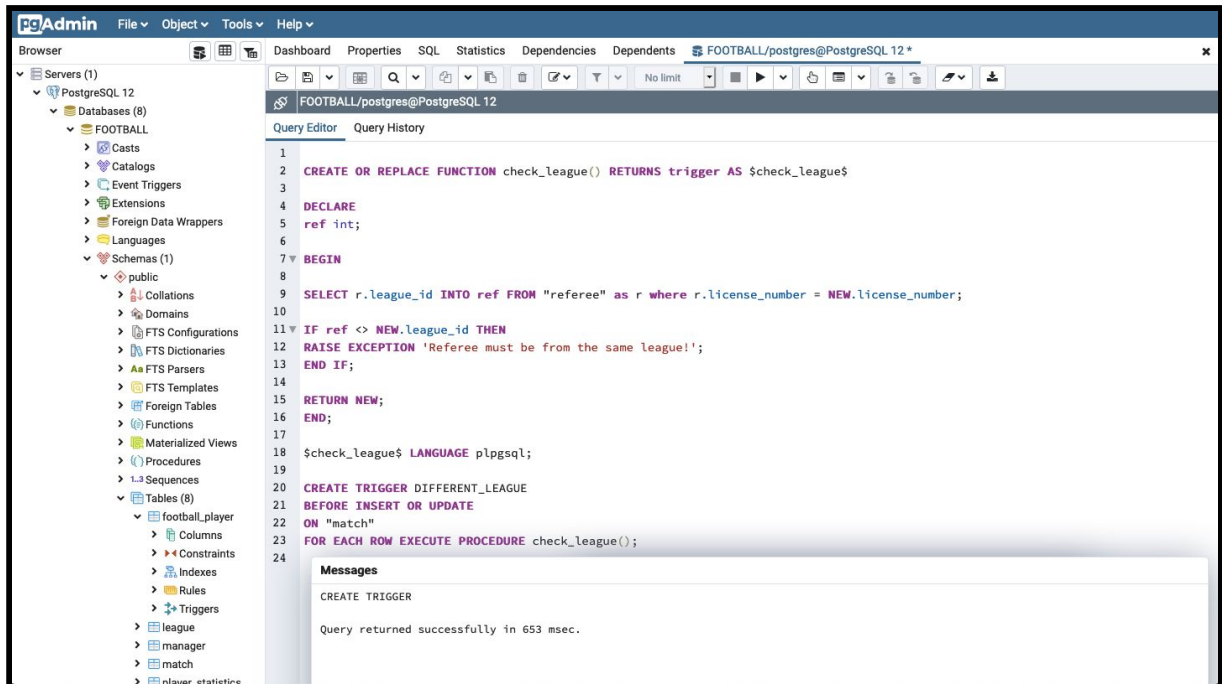 pgAdmin File Object Tools Help
Browser
Dashboard Properties SQL Statistics Dependencies Dependents FOOTBALL/postgres@PostgreSQL 12 *
Servers (1)
PostgreSQL 12
Databases (8)
FOOTBALL
Casts
Catalogs
Event Triggers
Extensions
Foreign Data Wrappers
Languages
Schemas (1)
public
Collations
Domains
FTS Configurations
FTS Dictionaries
FTS Parsers
FTS Templates
Foreign Tables
Functions
Materialized Views
Procedures
1..3 Sequences
Tables (8)
football_player
Columns
Constraints
Indexes
Rules
Triggers
league
manager
match
player_statistics
No limit
FOOTBALL/postgres@PostgreSQL 12
Query Editor Query History
1
2 CREATE OR REPLACE FUNCTION check_league() RETURNS trigger AS $check_league$
3
4 DECLARE
5 ref int;
6
7 BEGIN
8
9 SELECT r.league_id INTO ref FROM "referee" as r where r.license_number = NEW.license_number;
10
11 IF ref <> NEW.league_id THEN
12 RAISE EXCEPTION 'Referee must be from the same league!';
13 END IF;
14
15 RETURN NEW;
16 END;
17
18 $check_league$ LANGUAGE plpgsql;
19
20 CREATE TRIGGER DIFFERENT_LEAGUE
21 BEFORE INSERT OR UPDATE
22 ON "match"
23 FOR EACH ROW EXECUTE PROCEDURE check_league();
24
Messages
CREATE TRIGGER
Query returned successfully in 653 msec.